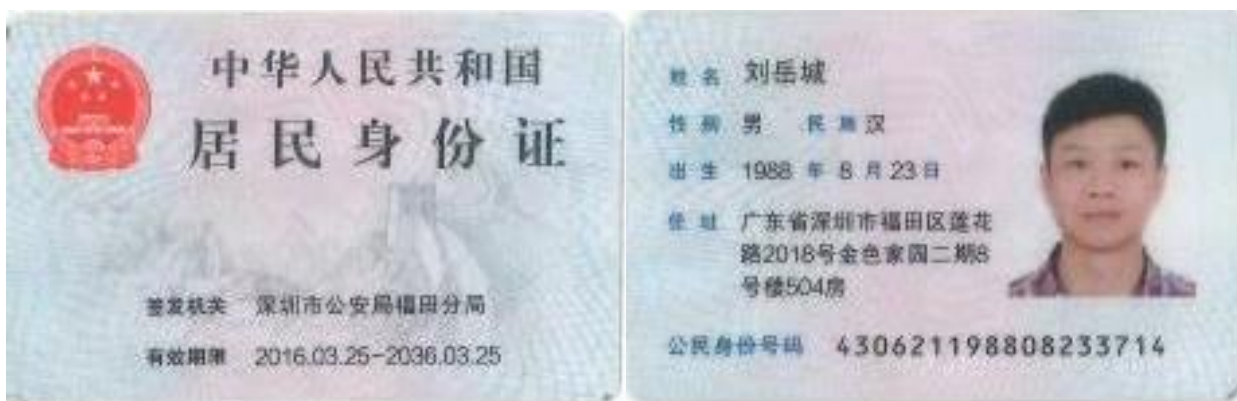 中华人民共和国
居民身份证
签发机关 深圳市公安局福田分局
有效期限 2016.03.25-2036.03.25
姓名 刘岳城
性别 男 民族 汉
出生 1988 年 8 月 23 日
住址 广东省深圳市福田区莲花
路2018号金色家园二期8
号楼504房
公民身份号码 430621198808233714